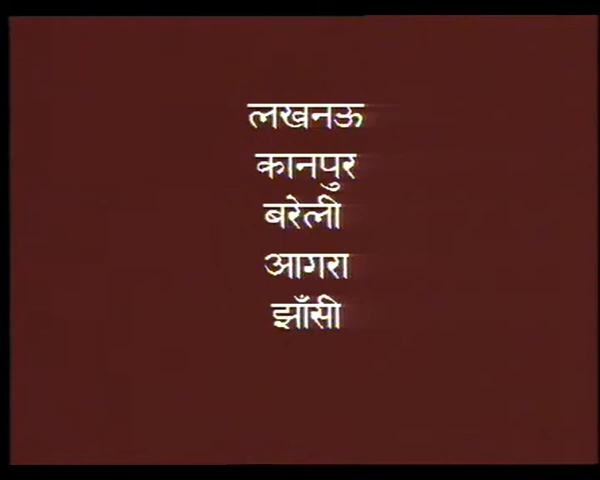 लखनऊ
कानपुर
बरेली
आगरा
झाँसी